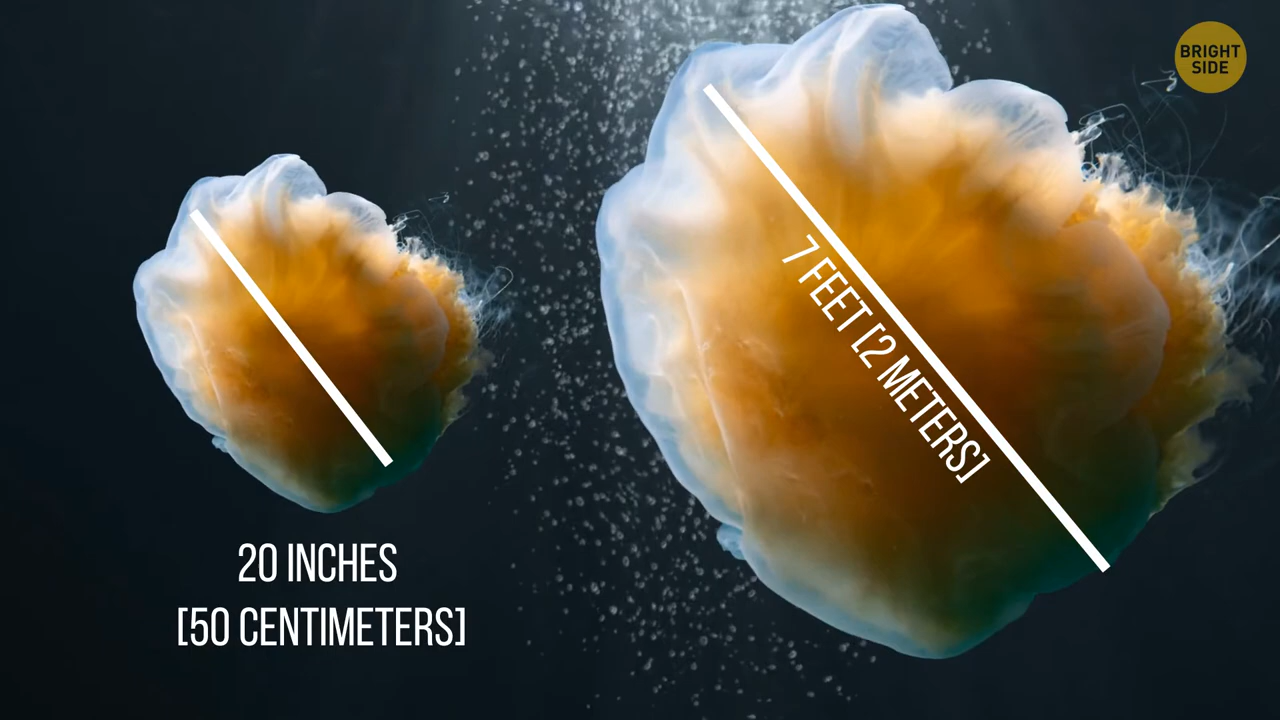 BRIGHT
SIDE
7 FEET [2 METERS]
20 INCHES
[50 CENTIMETERS]